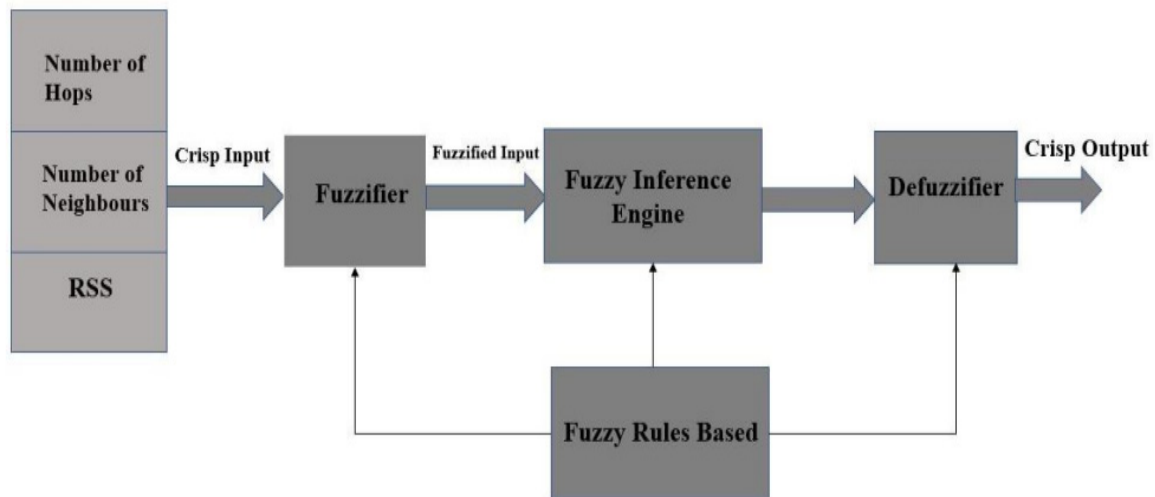 Number of
Hops
Number of
Neighbours
RSS
Crisp Input
Fuzzifier
Fuzzified Input
Fuzzy Inference
Engine
Defuzzifier
Crisp Output
Fuzzy Rules Based